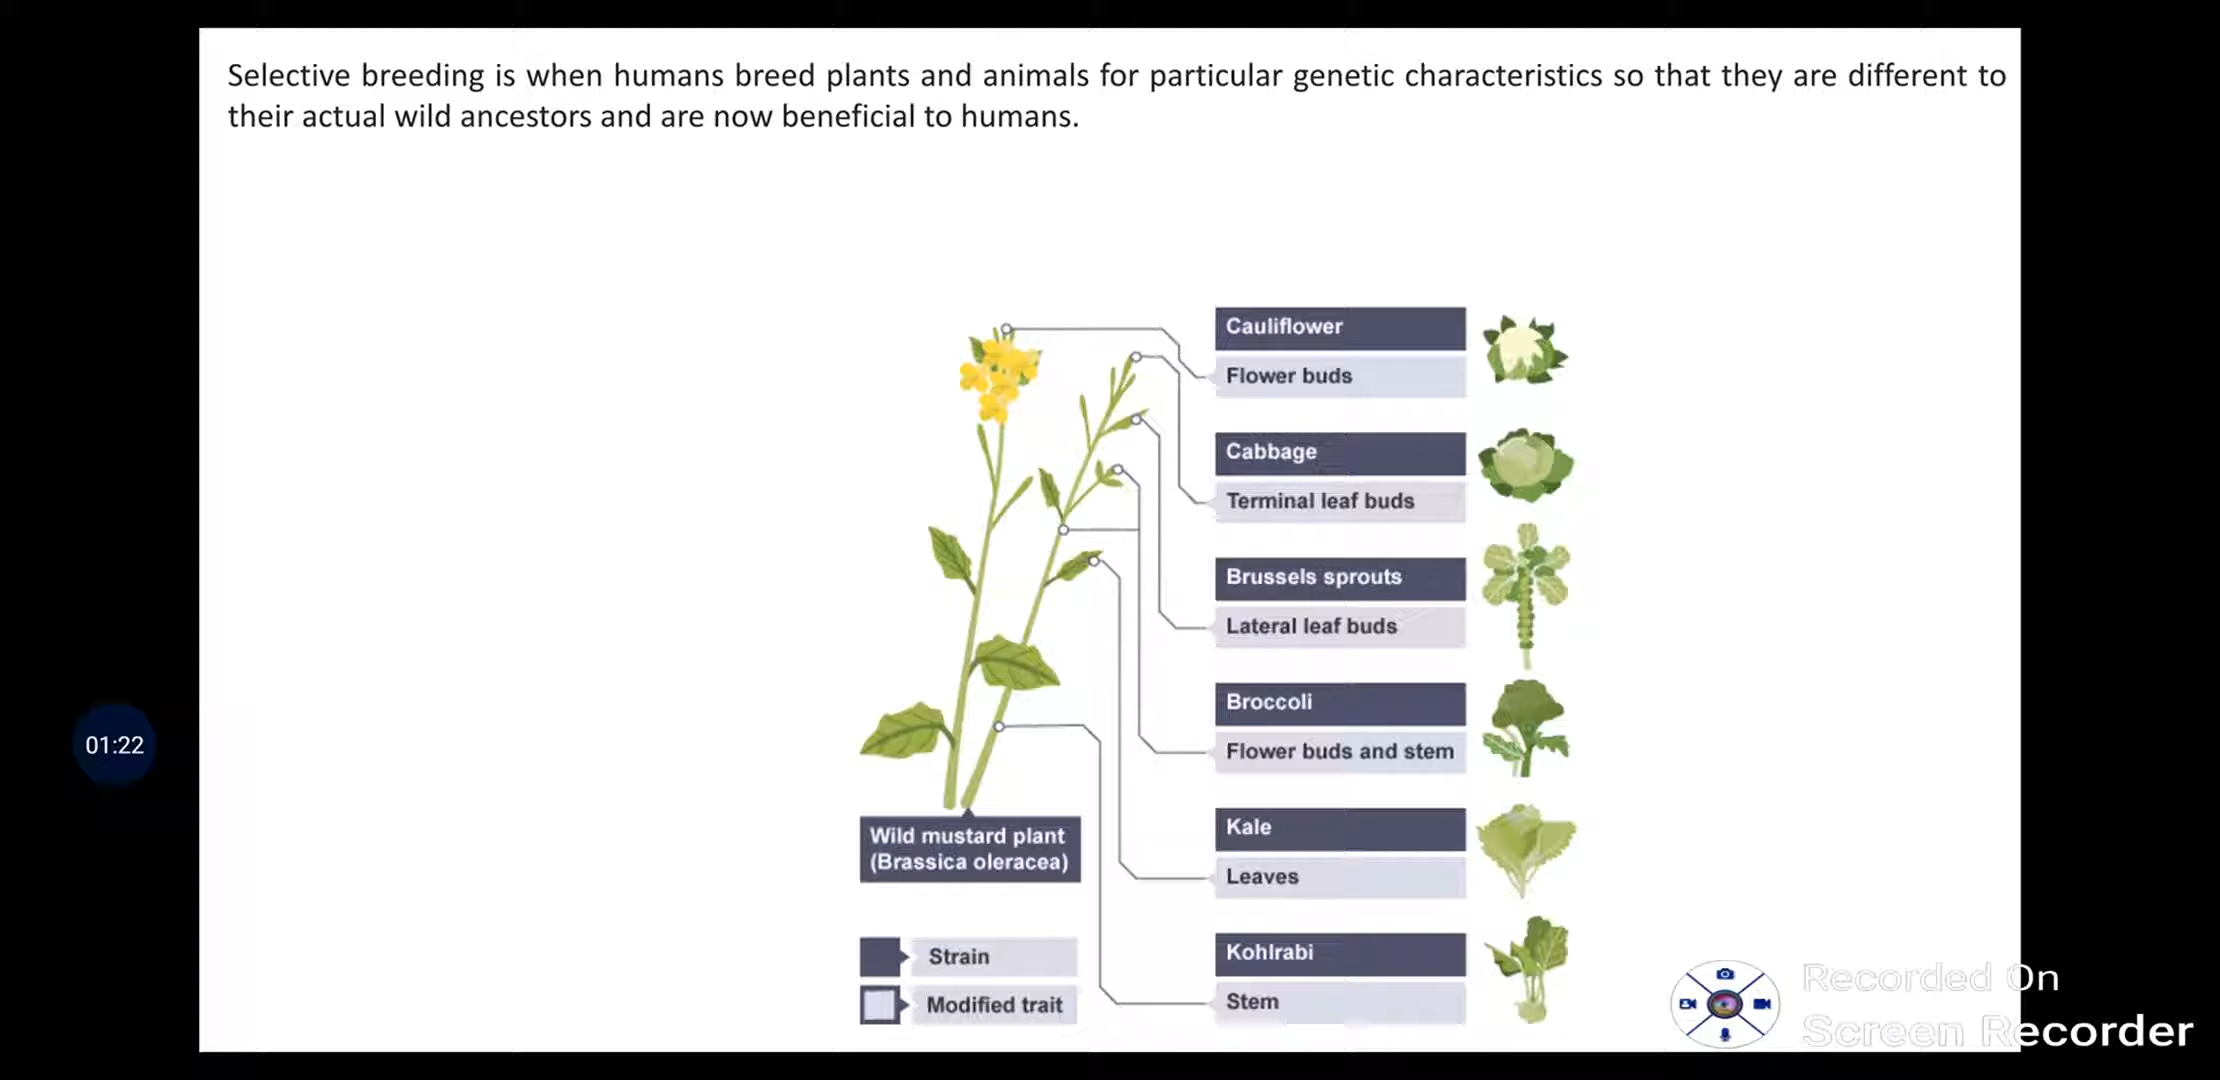 Selective breeding is when humans breed plants and animals for particular genetic characteristics so that they are different to
their actual wild ancestors and are now beneficial to humans.
Cauliflower
Flower buds
Cabbage
Terminal leaf buds
Brussels sprouts
Lateral leaf buds
Broccoli
Flower buds and stem
Kale
Leaves
Kohlrabi
Stem
Wild mustard plant
(Brassica oleracea)
Strain
Modified trait
01:22
Recorded On
Screen Recorder